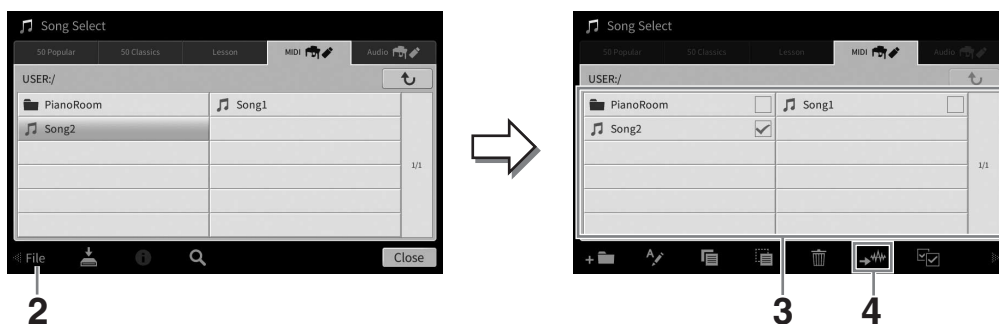 Song Select
50 Popular 50 Classics Lesson MIDI Audio
USER:/
PianoRoom Song1
Song2
1/1
File Close
2
Song Select
50 Popular 50 Classics Lesson MIDI Audio
USER:/
PianoRoom Song1
Song2
1/1
3 4